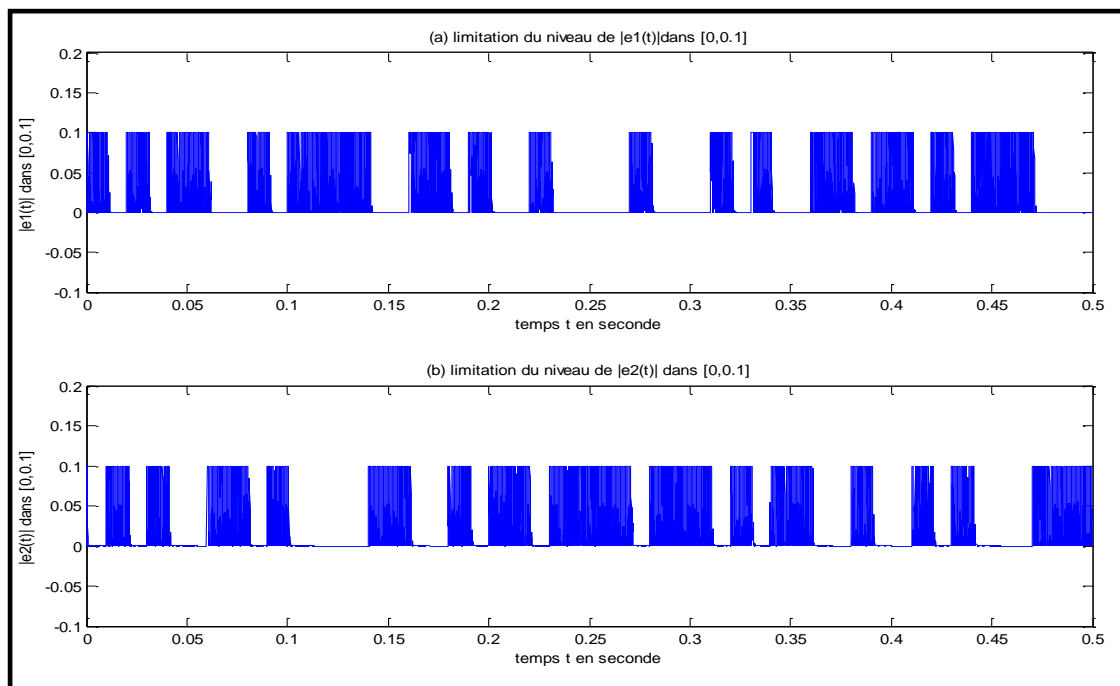 (a) limitation du niveau de |e1(t)|dans [0,0.1]
0.2
0.15
0.1
0.05
0
-0.05
-0.1
|e1(t)| dans [0,0.1]
0 0.05 0.1 0.15 0.2 0.25 0.3 0.35 0.4 0.45 0.5
temps t en seconde
(b) limitation du niveau de |e2(t)| dans [0,0.1]
0.2
0.15
0.1
0.05
0
-0.05
-0.1
|e2(t)| dans [0,0.1]
0 0.05 0.1 0.15 0.2 0.25 0.3 0.35 0.4 0.45 0.5
temps t en seconde